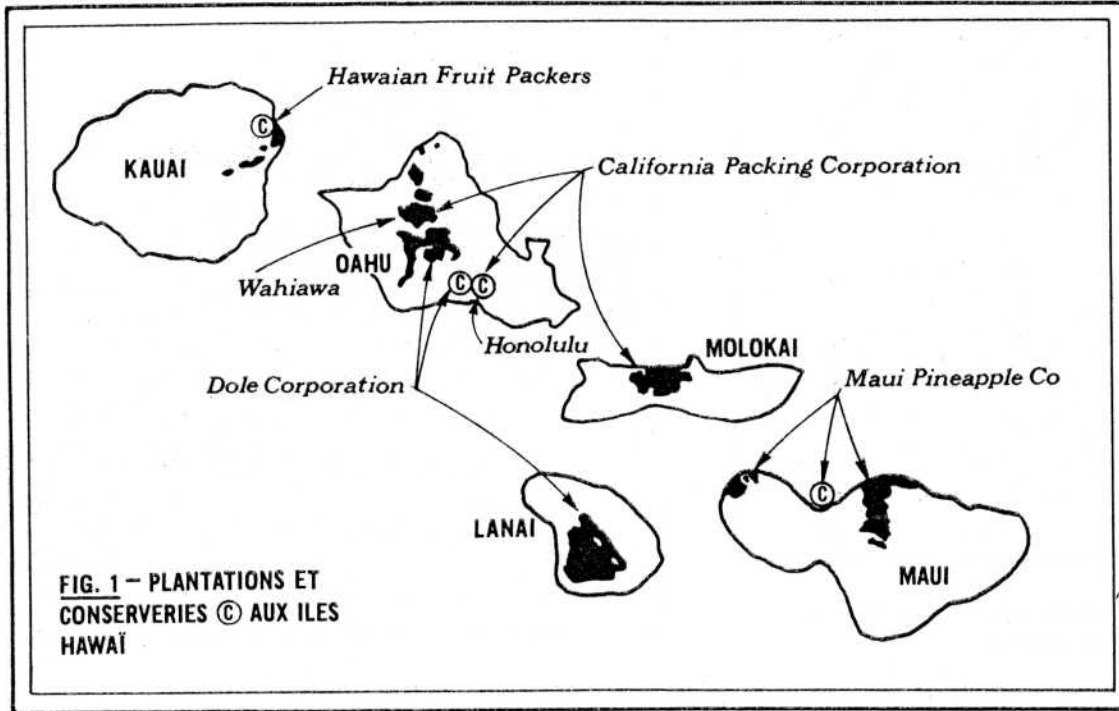 Hawaian Fruit Packers
C
KAUAI
California Packing Corporation
OAHU
Wahiawa
C C
Honolulu
MOLOKAI
Dole Corporation
Maui Pineapple Co
C
LANAI
MAUI
FIG. 1 – PLANTATIONS ET
CONSERVERIES Ⓒ AUX ILES
HAWAÏ